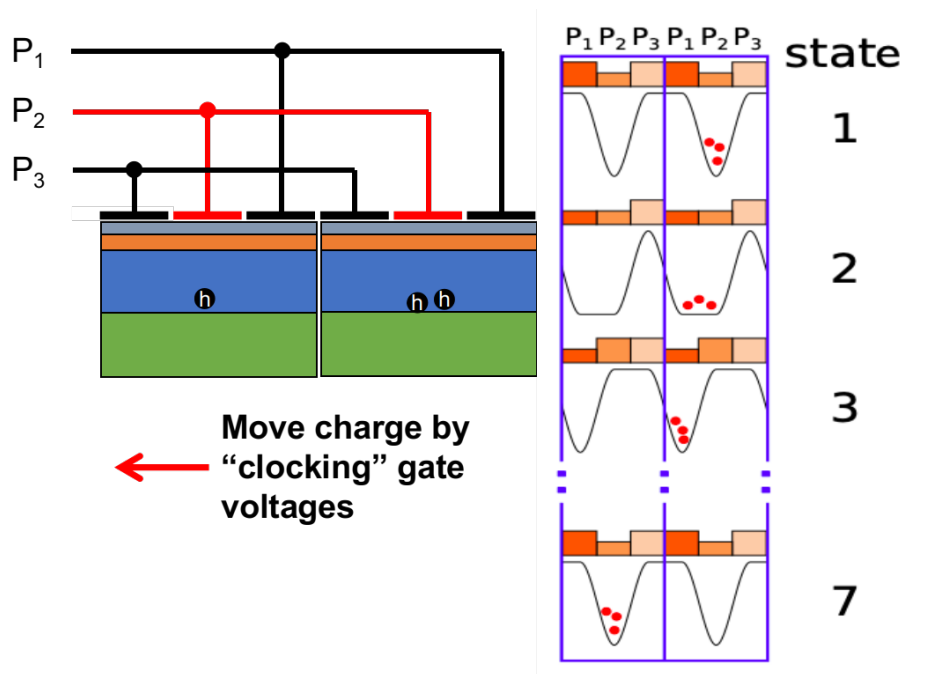 P₁
P₂
P₃
h
h h
Move charge by
“clocking” gate
voltages
P₁ P₂ P₃ P₁ P₂ P₃
state
1
2
3
7